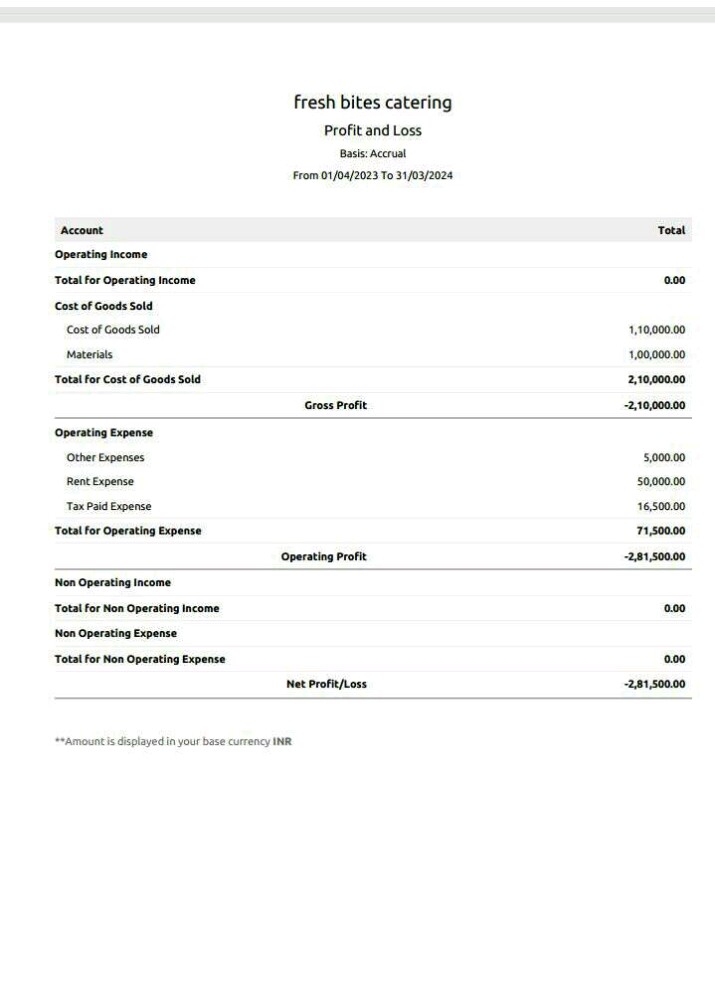 fresh bites catering
Profit and Loss
Basis: Accrual
From 01/04/2023 To 31/03/2024
Account Total
Operating Income
Total for Operating Income 0.00
Cost of Goods Sold
Cost of Goods Sold 1,10,000.00
Materials 1,00,000.00
Total for Cost of Goods Sold 2,10,000.00
Gross Profit -2,10,000.00
Operating Expense
Other Expenses 5,000.00
Rent Expense 50,000.00
Tax Paid Expense 16,500.00
Total for Operating Expense 71,500.00
Operating Profit -2,81,500.00
Non Operating Income
Total for Non Operating Income 0.00
Non Operating Expense
Total for Non Operating Expense 0.00
Net Profit/Loss -2,81,500.00
**Amount is displayed in your base currency INR